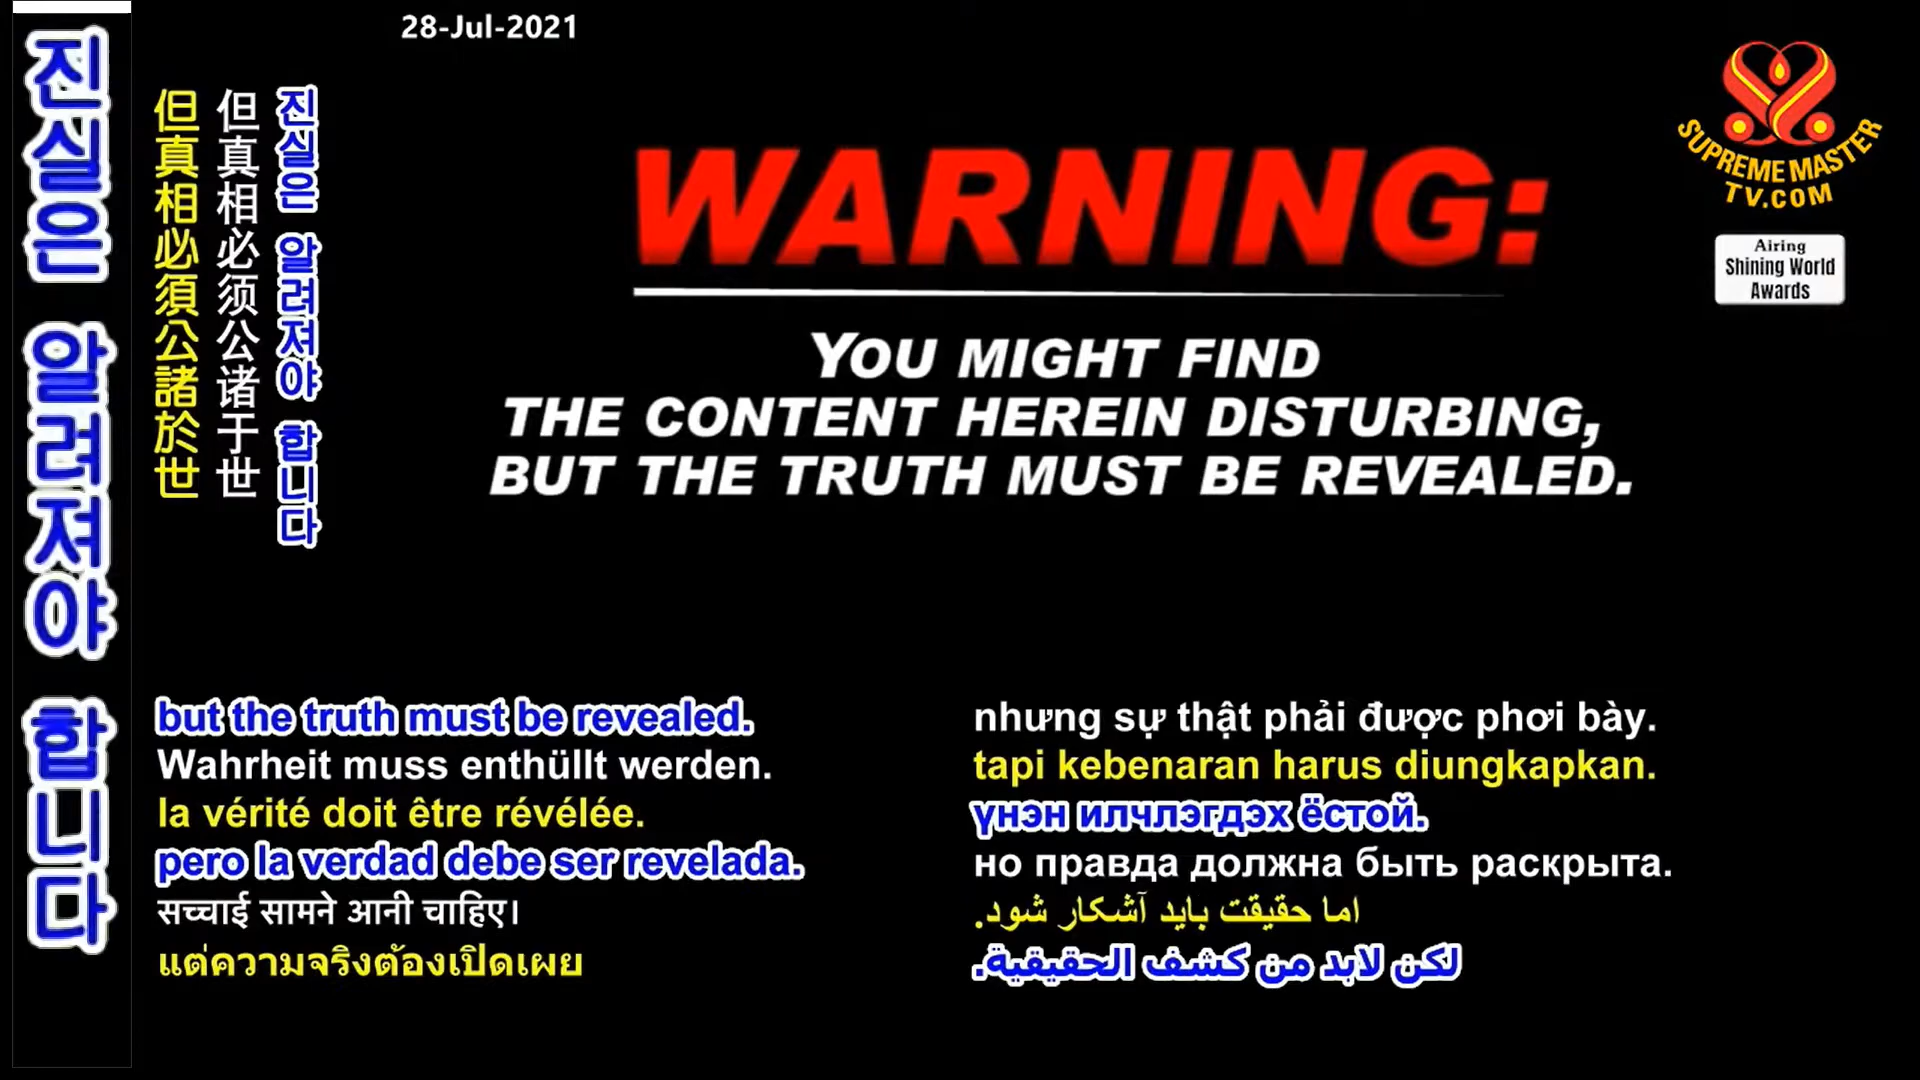 28-Jul-2021
진실은 알려져야 합니다
但真相必須公諸於世
但真相必须公诸于世
진실은 알려져야 합니다
WARNING:
YOU MIGHT FIND
THE CONTENT HEREIN DISTURBING,
BUT THE TRUTH MUST BE REVEALED.
SUPREME MASTER
TV.COM
Airing
Shining World
Awards
but the truth must be revealed.
Wahrheit muss enthüllt werden.
la vérité doit être révélée.
pero la verdad debe ser revelada.
सच्चाई सामने आनी चाहिए।
แต่ความจริงต้องเปิดเผย
nhưng sự thật phải được phơi bày.
tapi kebenaran harus diungkapkan.
үнэн илчлэгдэх ёстой.
но правда должна быть раскрыта.
اما حقیقت باید آشکار شود.
لكن لابد من كشف الحقيقية.